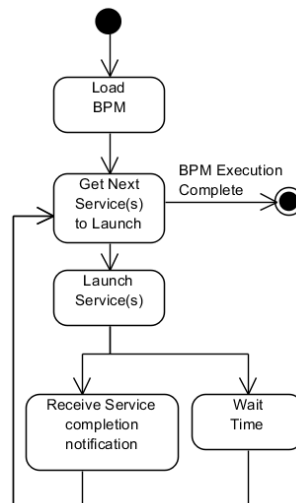 Load
BPM
Get Next
Service(s)
to Launch
BPM Execution
Complete
Launch
Service(s)
Receive Service
completion
notification
Wait
Time